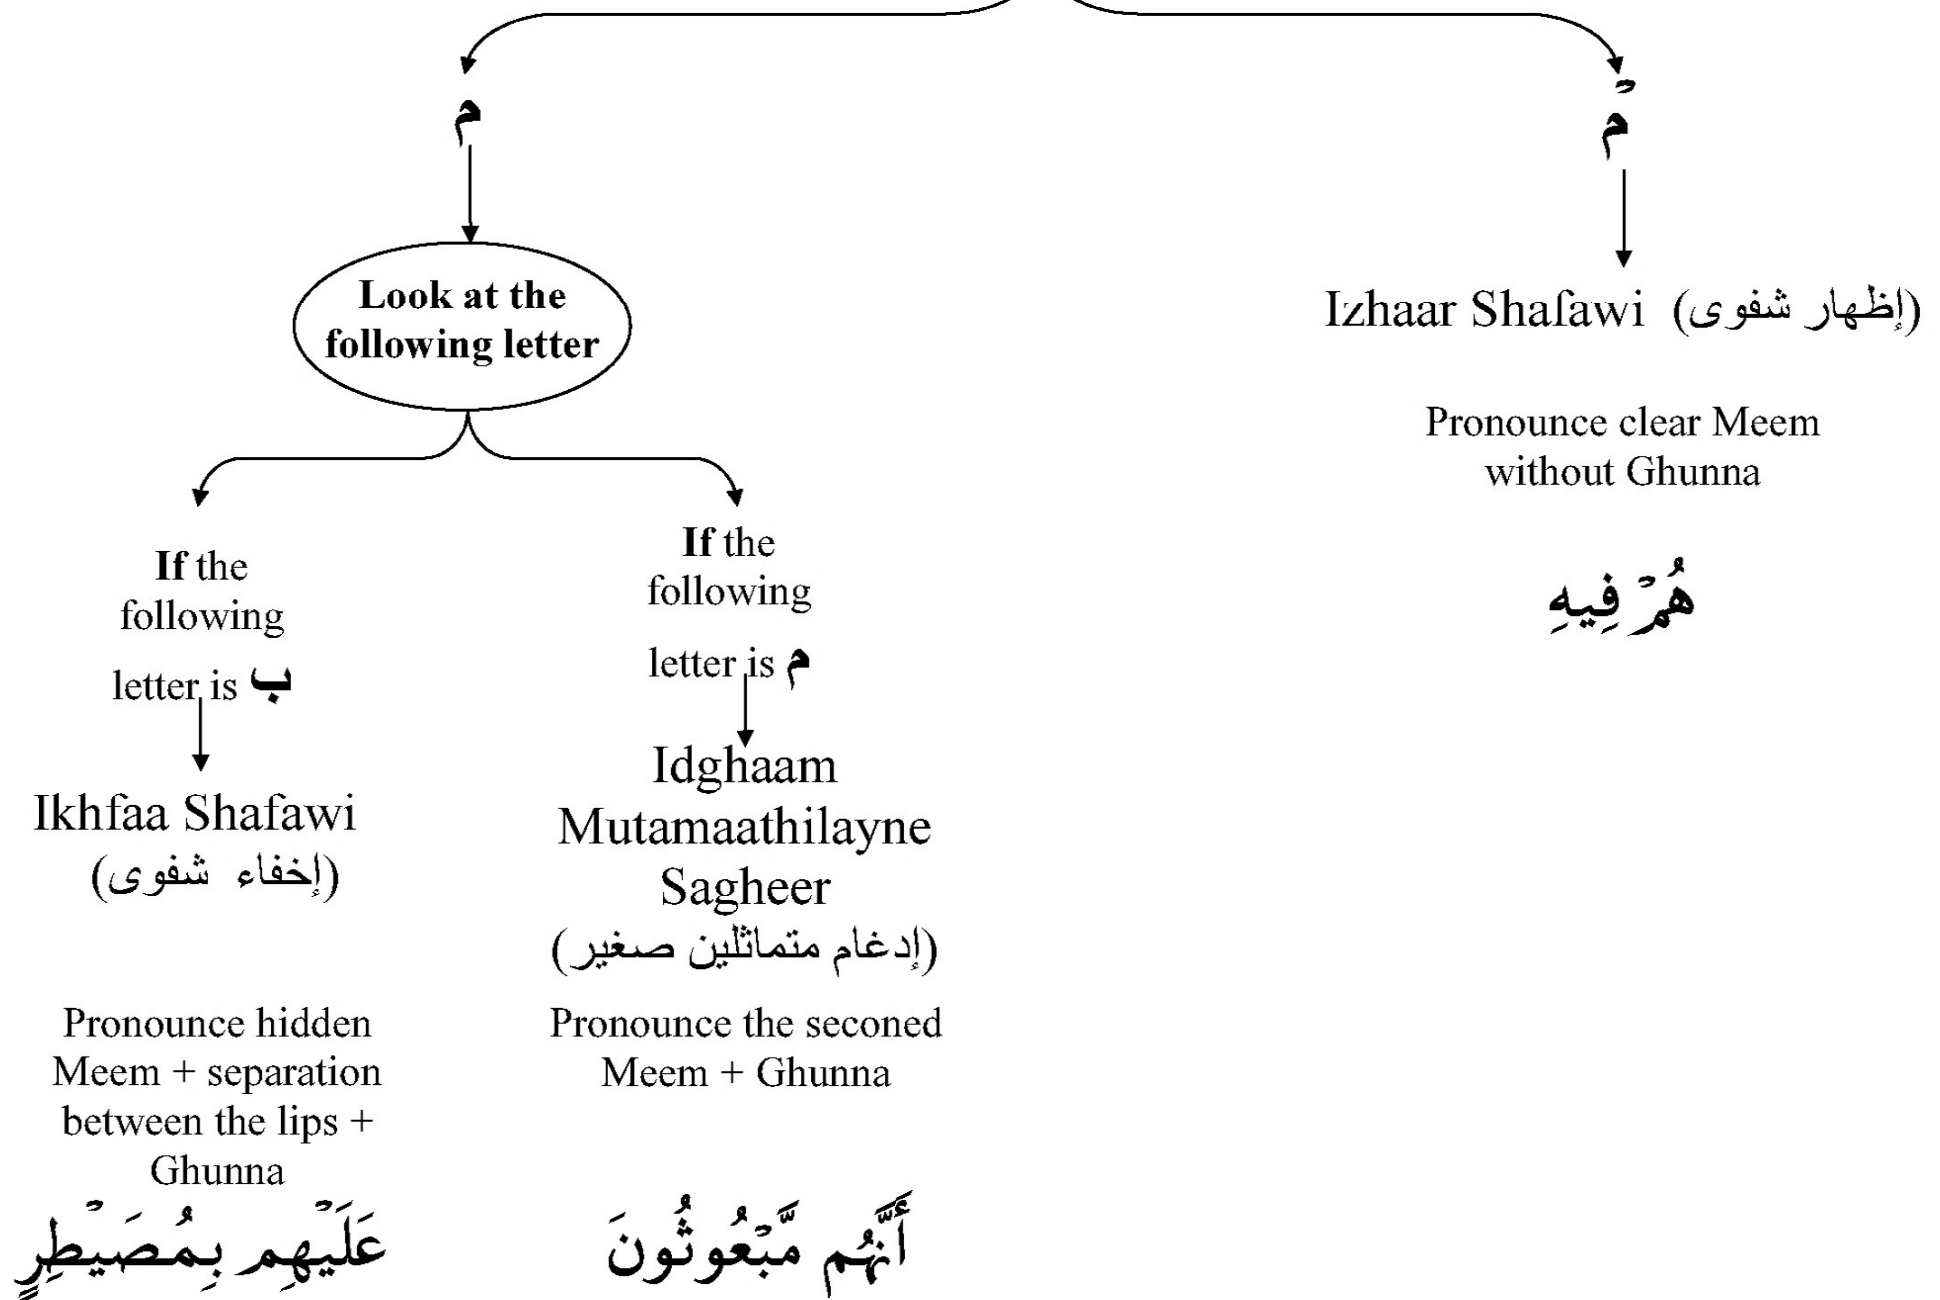 م
مۡ
Look at the
following letter
Izhaar Shafawi (إظهار شفوى)
Pronounce clear Meem
without Ghunna
هُمۡ فِيهِ
If the
following
letter is ب
If the
following
letter is م
Ikhfaa Shafawi
(إخفاء شفوى)
Idghaam
Mutamaathilayne
Sagheer
(إدغام متماثلين صغير)
Pronounce hidden
Meem + separation
between the lips +
Ghunna
عَلَيۡهِم بِمُصَيۡطِرٍ
Pronounce the seconed
Meem + Ghunna
أَنَّهُم مَّبۡعُوثُونَ